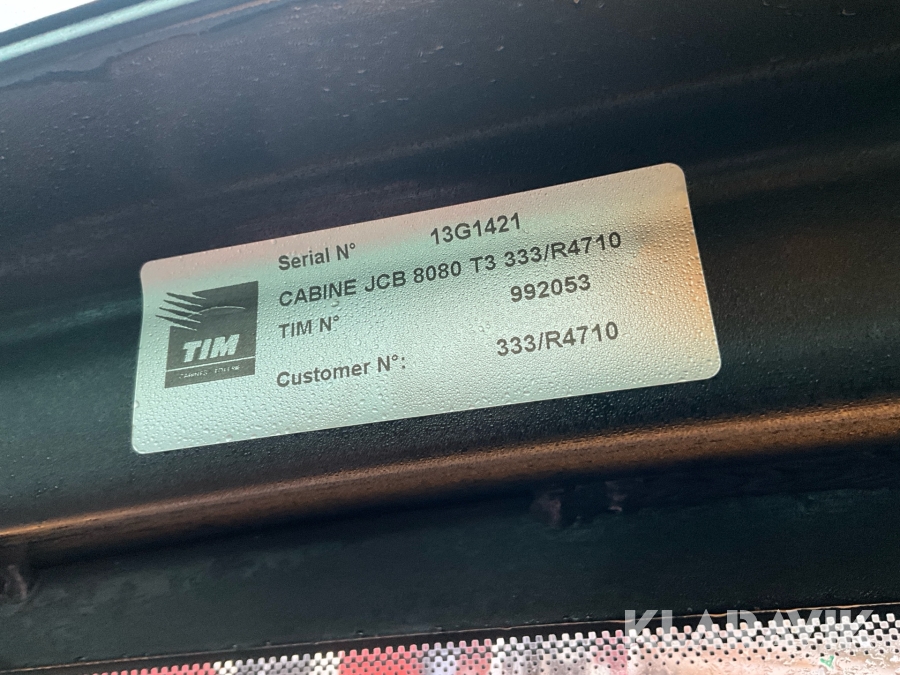 Serial N° 13G1421
CABINE JCB 8080 T3 333/R4710
TIM N° 992053
Customer N°: 333/R4710
TIM
KLARAVIK